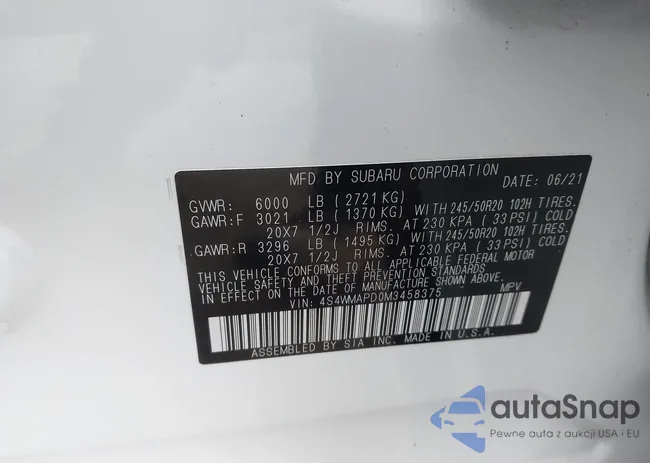 MFD BY SUBARU CORPORATION
DATE: 06/21
GVWR: 6000 LB (2721 KG)
GAWR:F 3021 LB (1370 KG) WITH 245/50R20 102H TIRES.
20X7 1/2J RIMS. AT 230 KPA (33 PSI) COLD
GAWR:R 3296 LB (1495 KG) WITH 245/50R20 102H TIRES.
20X7 1/2J RIMS. AT 230 KPA (33 PSI) COLD
THIS VEHICLE CONFORMS TO ALL APPLICABLE FEDERAL MOTOR
VEHICLE SAFETY AND THEFT PREVENTION STANDARDS
IN EFFECT ON THE DATE OF MANUFACTURE SHOWN ABOVE.
VIN: 4S4WMAPD0M3458375 MPV
ASSEMBLED BY SIA INC. MADE IN U.S.A.
autaSnap
Pewne auta z aukcji USA i EU